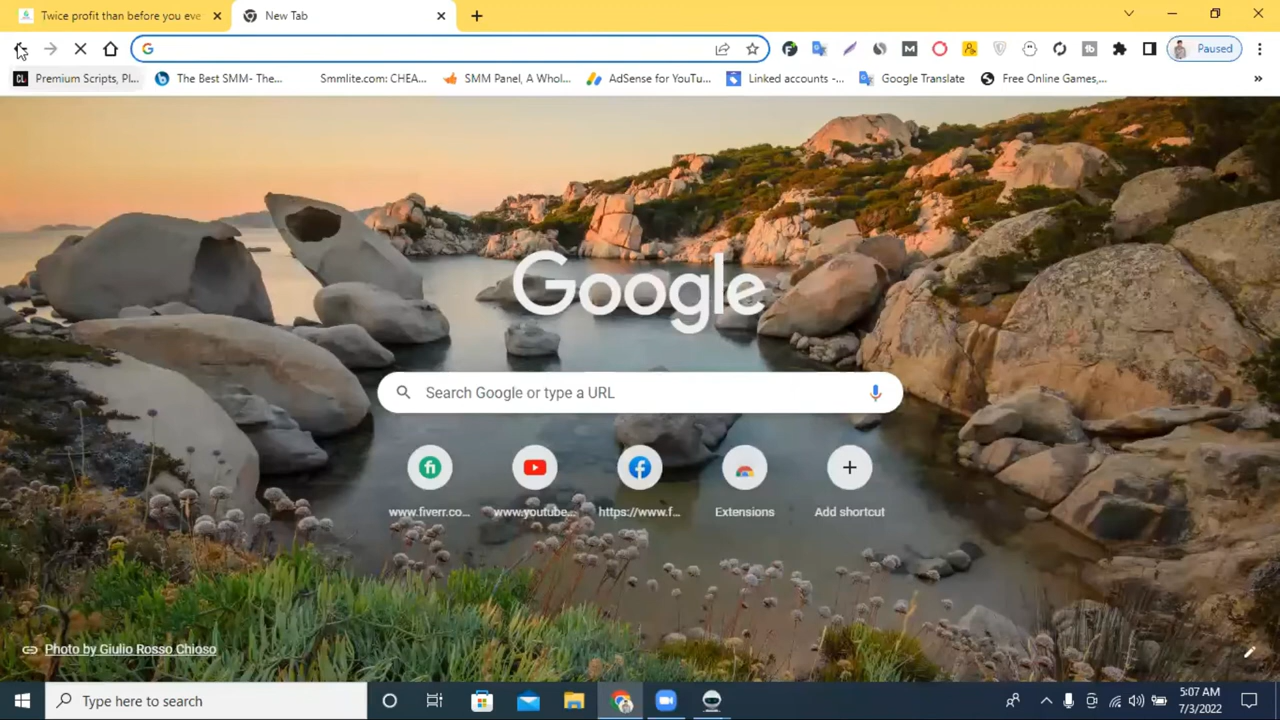 Twice profit than before you eve
New Tab
Paused
CL Premium Scripts, Pl...
The Best SMM- The...
Smmlite.com: CHEA...
SMM Panel, A Whol...
AdSense for YouTu...
Linked accounts -...
Google Translate
Free Online Games,...
Google
Search Google or type a URL
www.fiverr.co...
www.youtube...
https://www.f...
Extensions
Add shortcut
Photo by Giulio Rosso Chioso
Type here to search
5:07 AM
7/3/2022